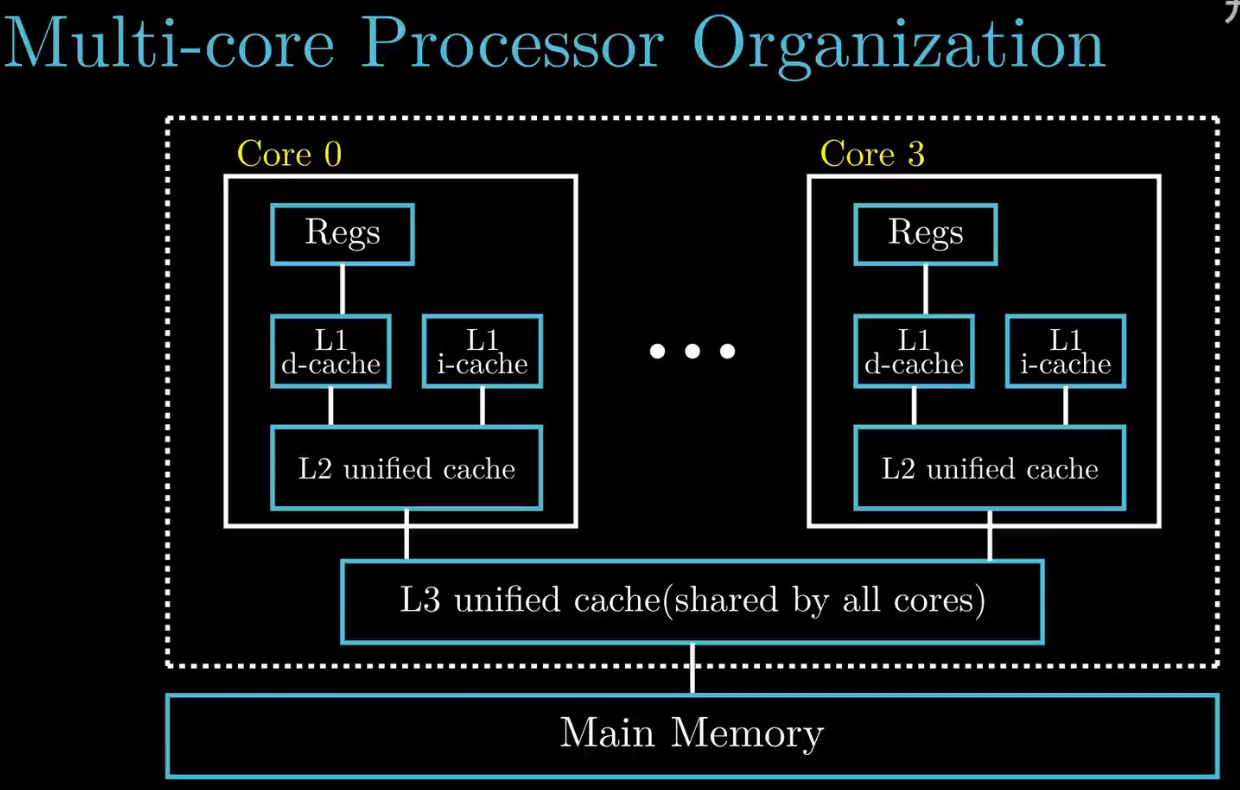 Multi-core Processor Organization
Core 0
Core 3
Regs
Regs
L1
d-cache
L1
i-cache
L1
d-cache
L1
i-cache
L2 unified cache
L2 unified cache
L3 unified cache(shared by all cores)
Main Memory